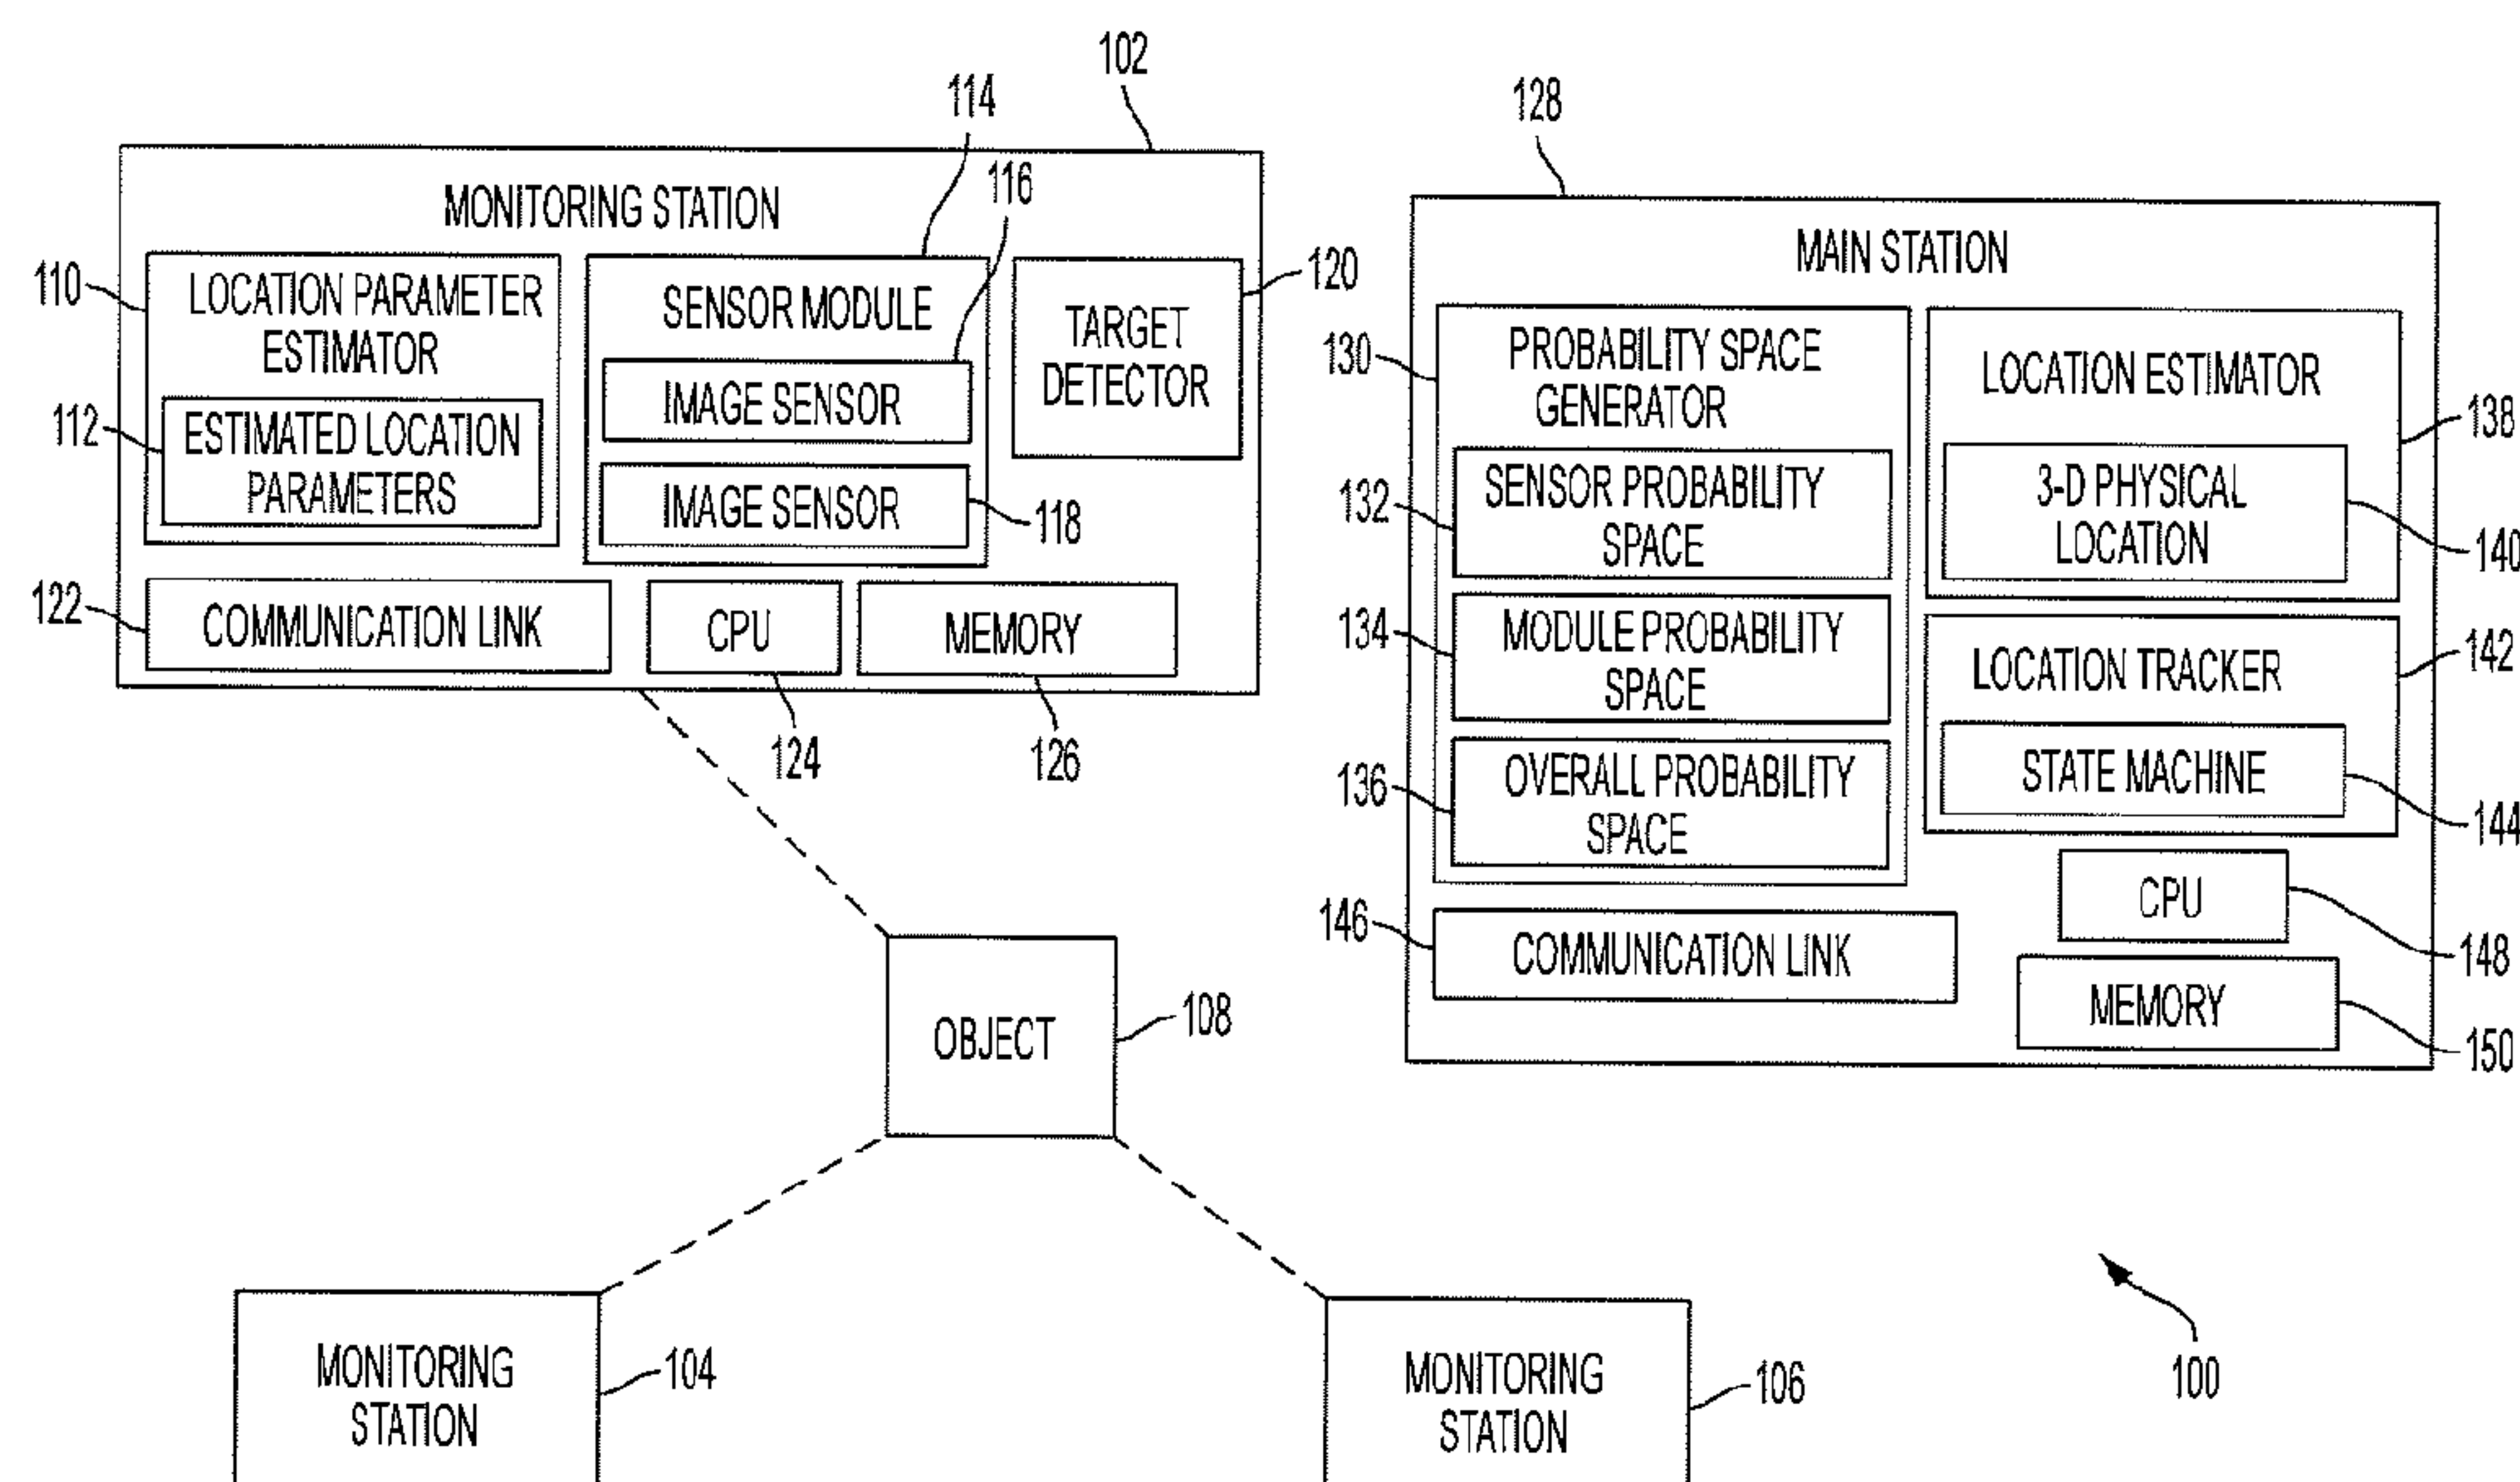 102
114
116
MONITORING STATION
110
LOCATION PARAMETER
ESTIMATOR
112
ESTIMATED LOCATION
PARAMETERS
SENSOR MODULE
IMAGE SENSOR
IMAGE SENSOR
118
TARGET
DETECTOR
120
122
COMMUNICATION LINK
CPU
MEMORY
124
126
128
MAIN STATION
130
PROBABILITY SPACE
GENERATOR
132
SENSOR PROBABILITY
SPACE
134
MODULE PROBABILITY
SPACE
136
OVERALL PROBABILITY
SPACE
LOCATION ESTIMATOR
138
3-D PHYSICAL
LOCATION
140
LOCATION TRACKER
142
STATE MACHINE
144
146
COMMUNICATION LINK
CPU
148
MEMORY
150
OBJECT
108
MONITORING
STATION
104
MONITORING
STATION
106
100